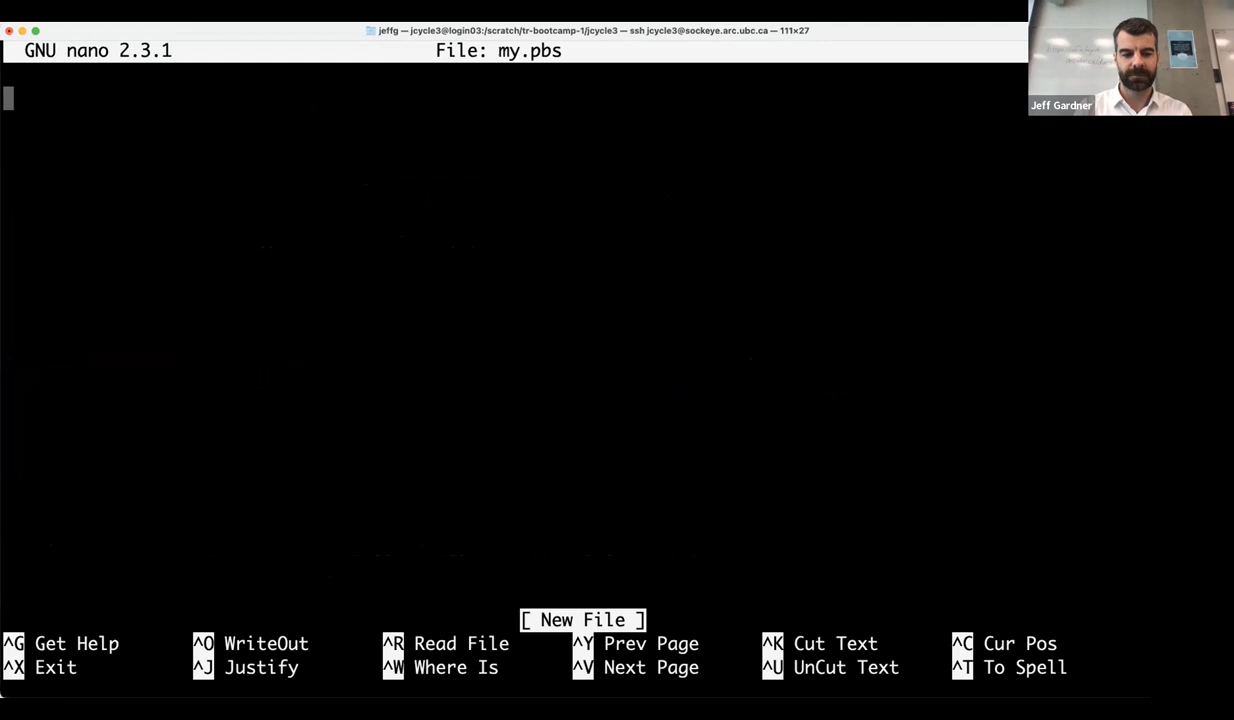 jeffg — jcycle3@login03:/scratch/tr-bootcamp-1/jcycle3 — ssh jcycle3@sockeye.arc.ubc.ca — 111×27
GNU nano 2.3.1 File: my.pbs
Jeff Gardner
[ New File ]
^G Get Help ^O WriteOut ^R Read File ^Y Prev Page ^K Cut Text ^C Cur Pos
^X Exit ^J Justify ^W Where Is ^V Next Page ^U UnCut Text ^T To Spell